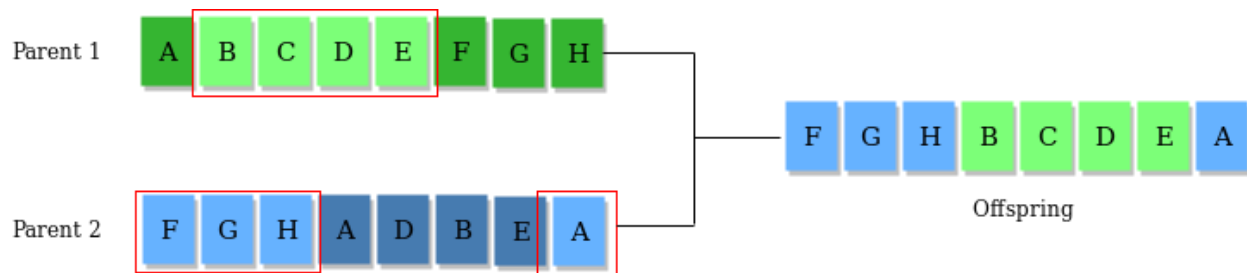 Parent 1 A B C D E F G H
F G H B C D E A
Offspring
Parent 2 F G H A D B E A